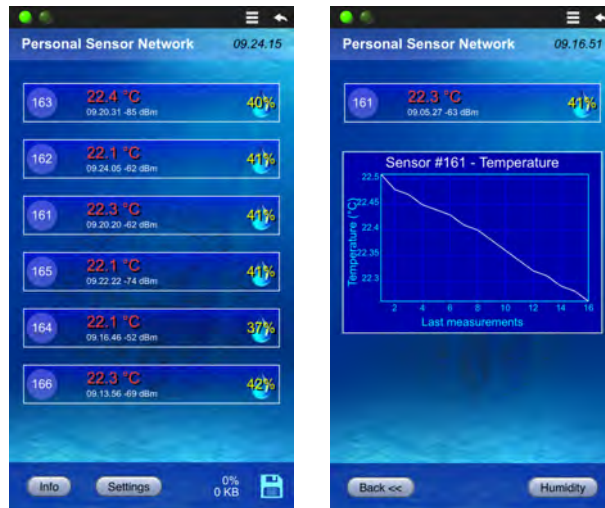 Personal Sensor Network 09.24.15
163 22.4 °C 40%
09.20.31 -85 dBm
162 22.1 °C 41%
09.24.05 -62 dBm
161 22.3 °C 41%
09.20.20 -62 dBm
165 22.1 °C 41%
09.22.22 -74 dBm
164 22.1 °C 37%
09.16.46 -52 dBm
166 22.3 °C 42%
09.13.56 -69 dBm
Info Settings 0%
0 KB
Personal Sensor Network 09.16.51
161 22.3 °C 41%
09.05.27 -63 dBm
Sensor #161 - Temperature
Temperature (°C)
22.5
22.45
22.4
22.35
22.3
2 4 6 8 10 12 14 16
Last measurements
Back << Humidity